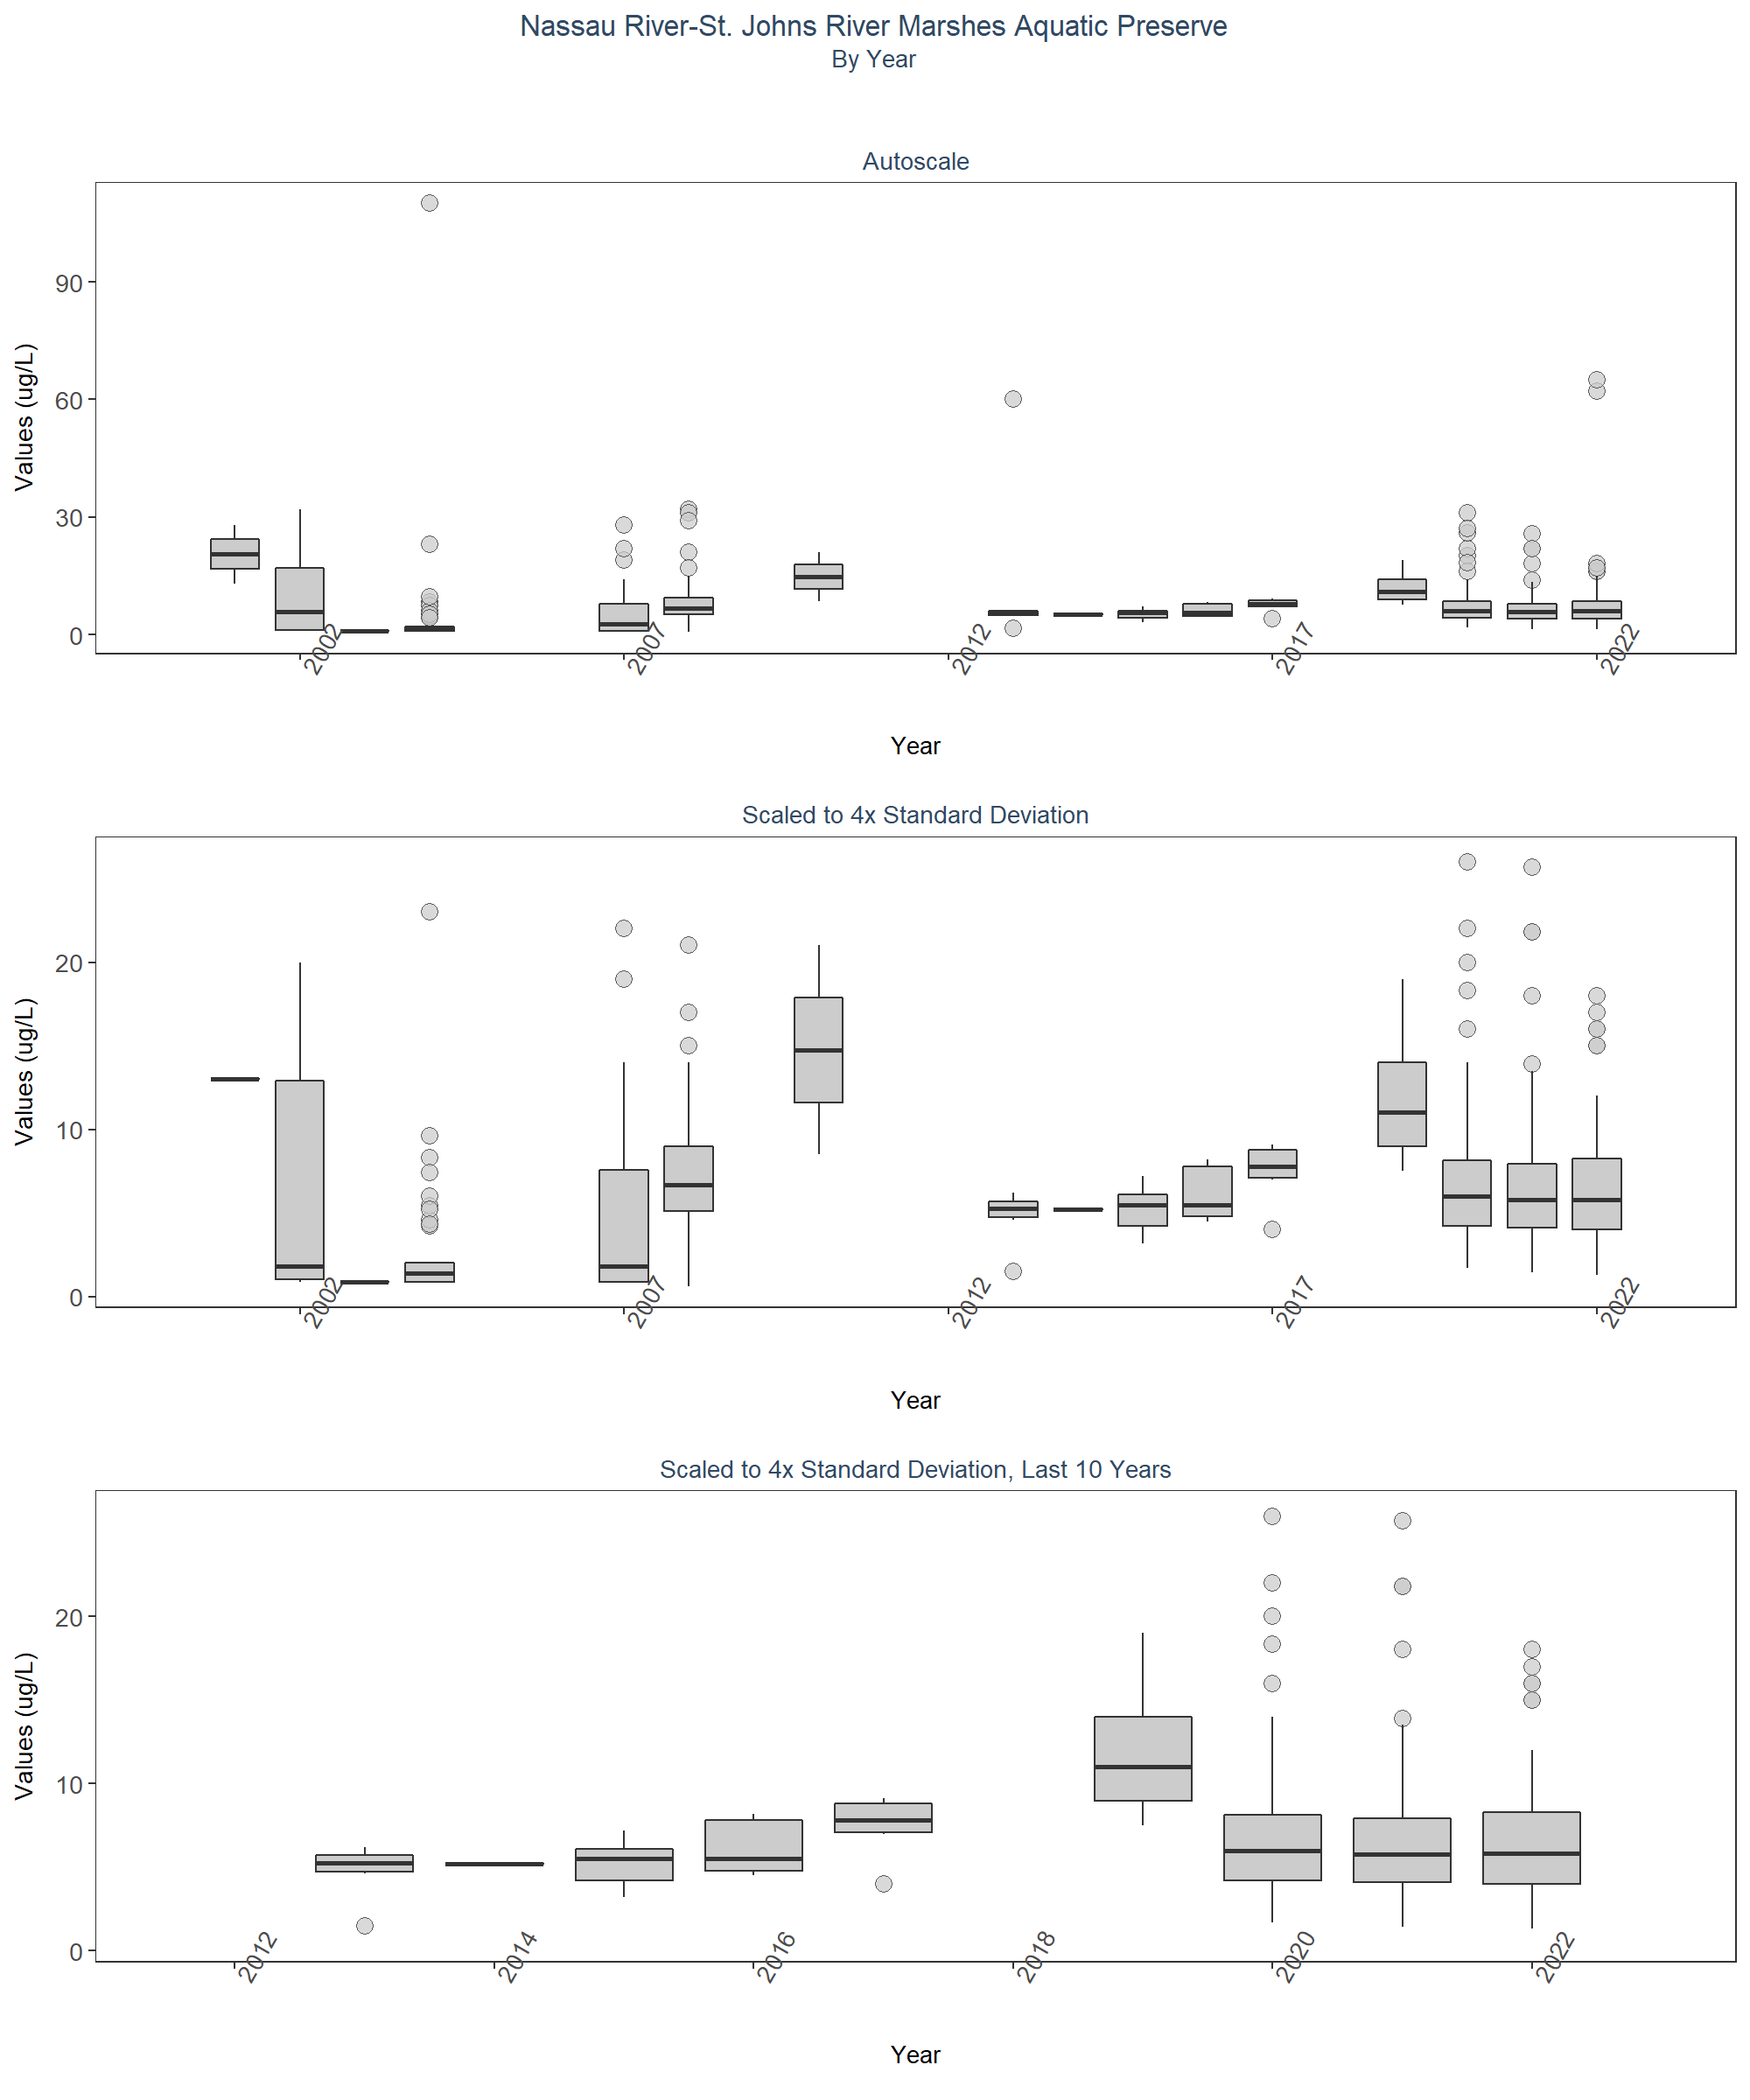 Nassau River-St. Johns River Marshes Aquatic Preserve
By Year
Autoscale
Values (ug/L)
90
60
30
0
2002
2007
2012
2017
2022
Year
Scaled to 4x Standard Deviation
Values (ug/L)
20
10
0
2002
2007
2012
2017
2022
Year
Scaled to 4x Standard Deviation, Last 10 Years
Values (ug/L)
20
10
0
2012
2014
2016
2018
2020
2022
Year